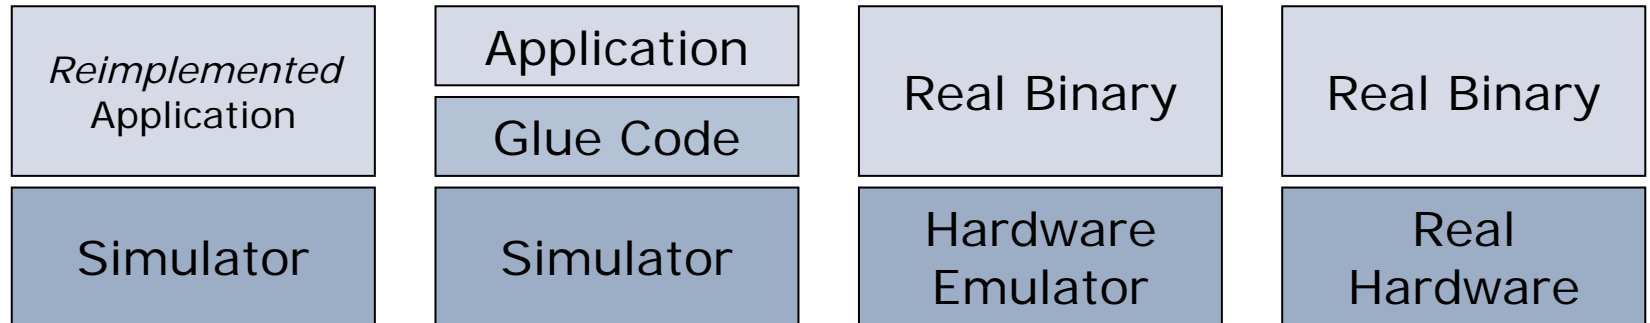 Reimplemented
Application
Simulator
Application
Glue Code
Simulator
Real Binary
Hardware
Emulator
Real Binary
Real
Hardware